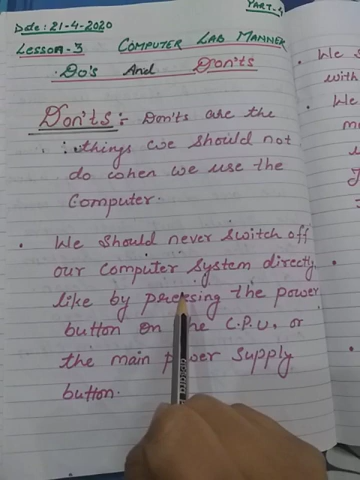 PART-4
Date: 21-4-2020
Lesson-3 COMPUTER LAB MANNER
Do's And Don'ts
Don'ts:- Don'ts are the
things we should not
do when we use the
Computer.
• We should never switch off
our computer system directly
like by pressing the power
button on the C.P.U. or
the main power supply
button.
• We s
with
• We